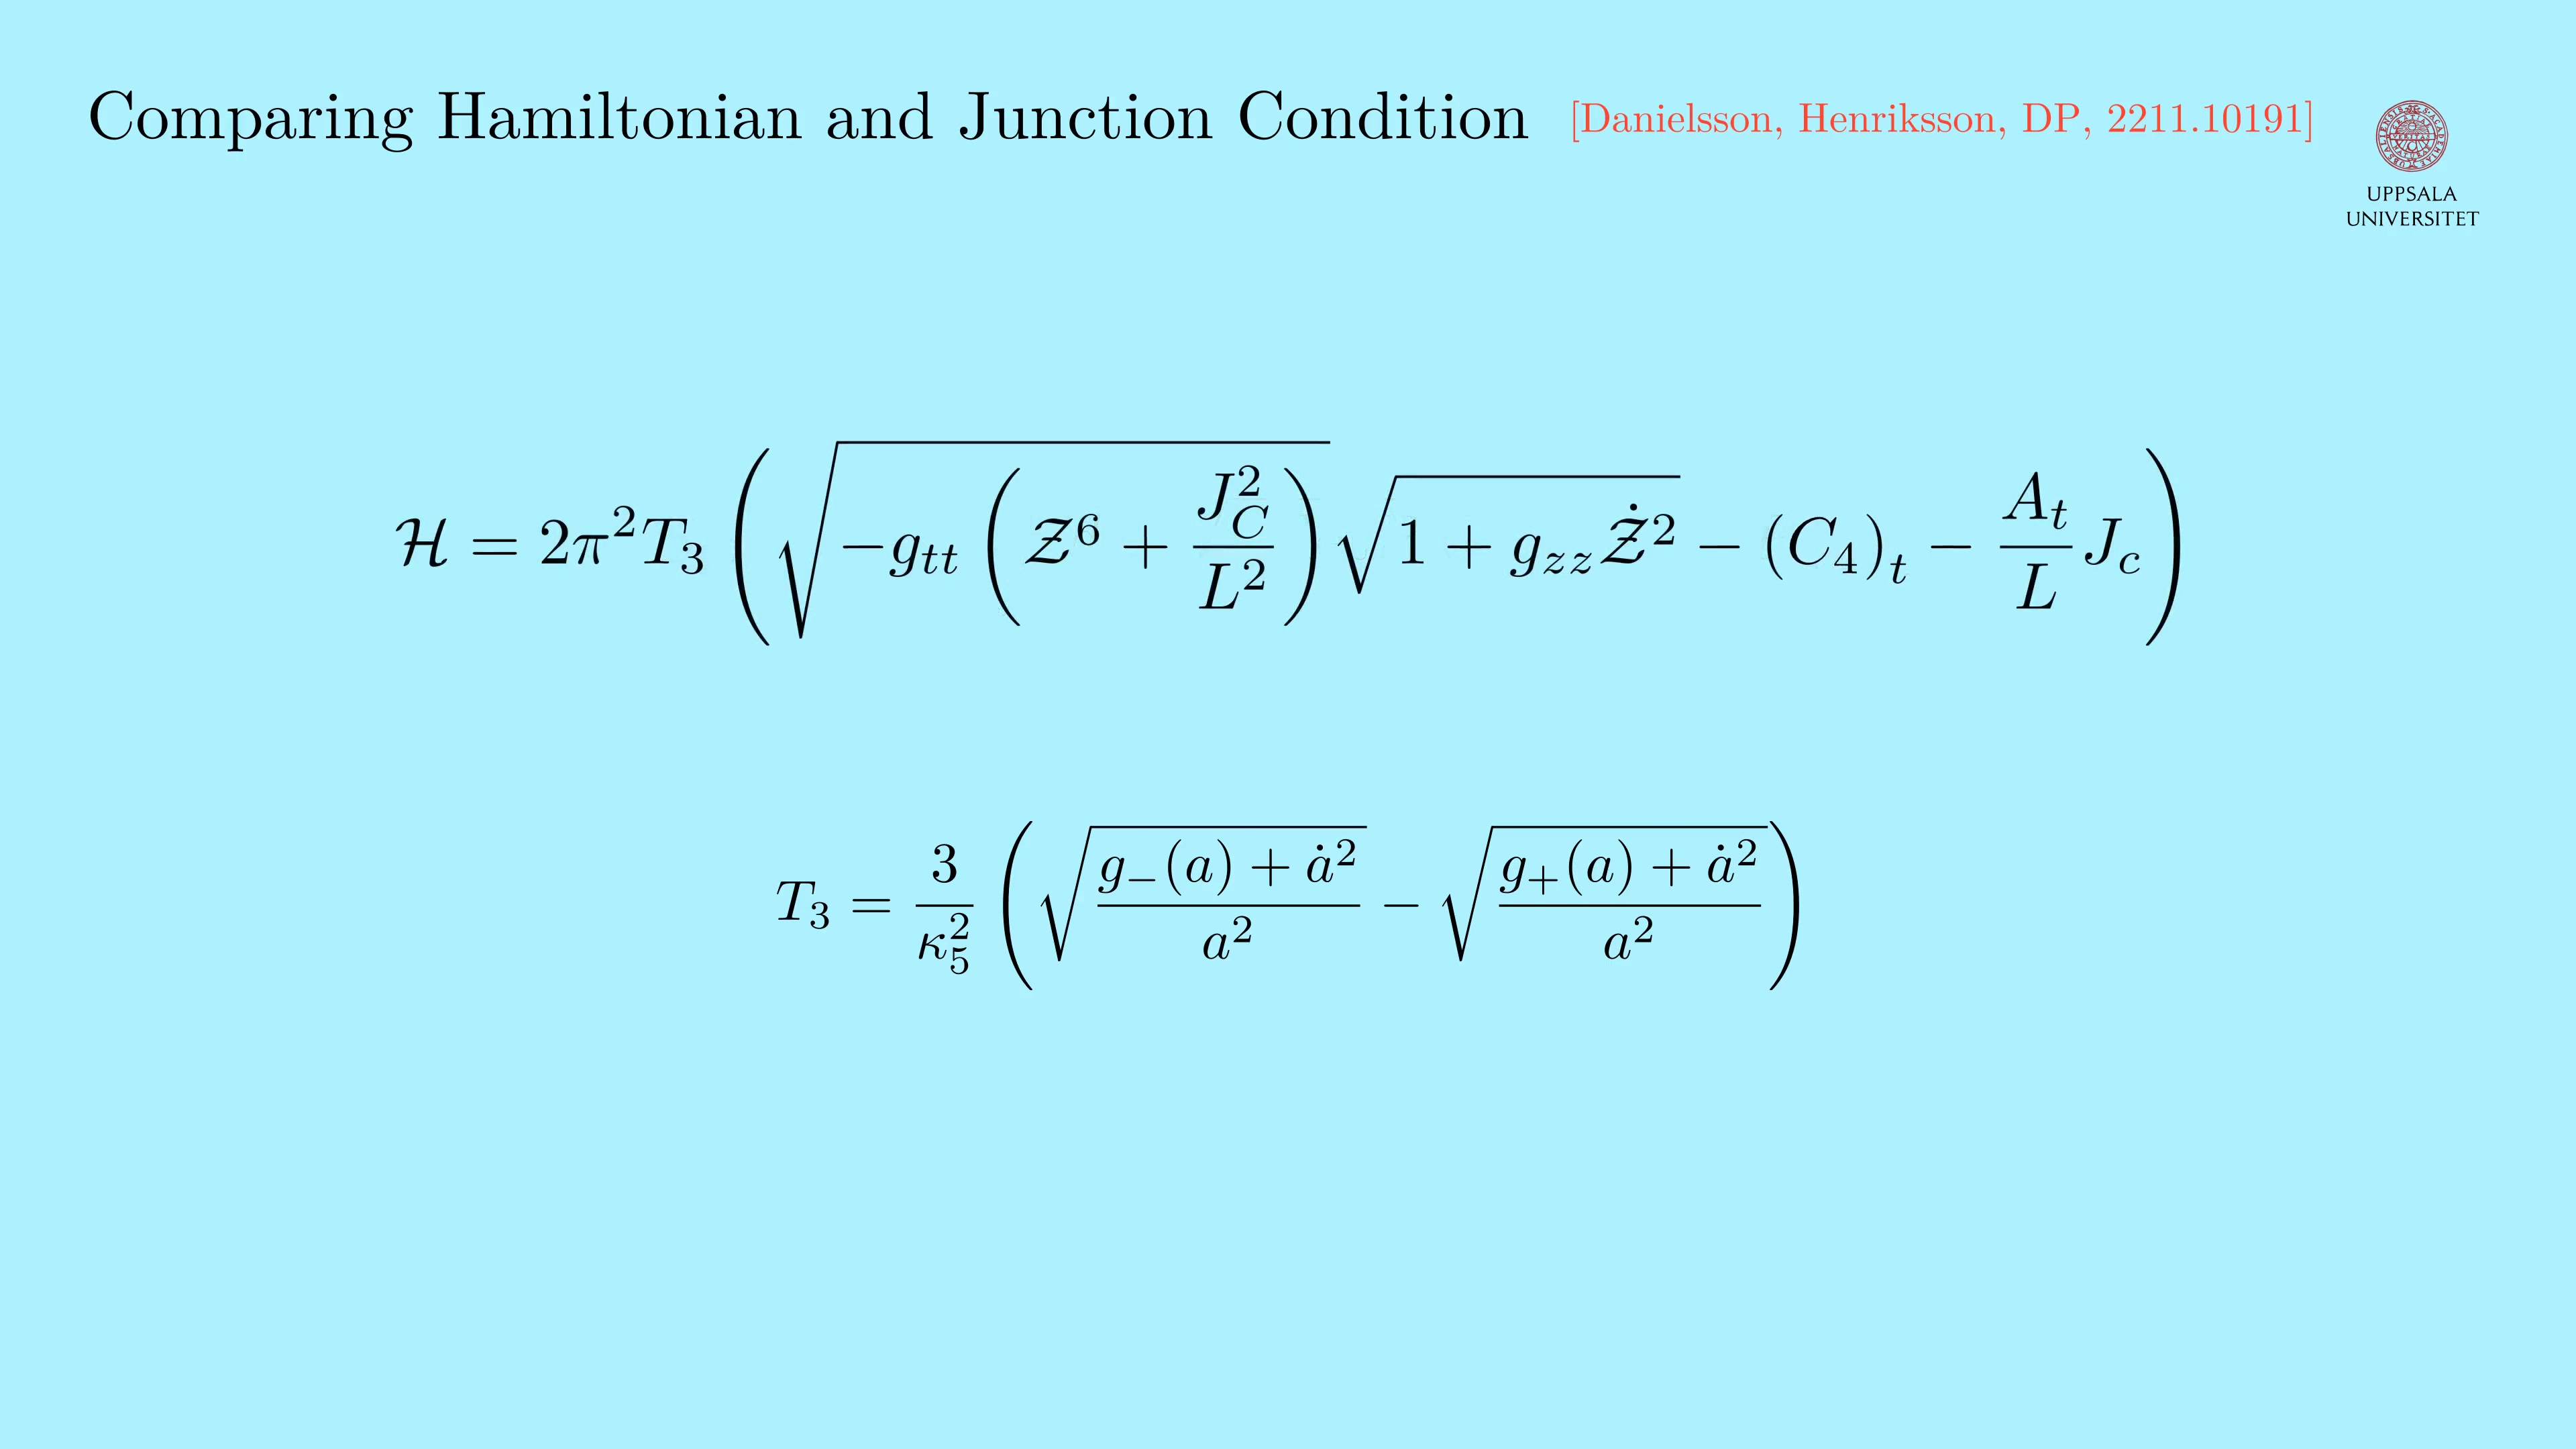 Comparing Hamiltonian and Junction Condition [Danielsson, Henriksson, DP, 2211.10191]
UPPSALA
UNIVERSITET
$\mathcal{H} = 2\pi^2 T_3 \left( \sqrt{-g_{tt} \left( \mathcal{Z}^6 + \frac{J_C^2}{L^2} \right)} \sqrt{1 + g_{zz} \dot{\mathcal{Z}}^2} - (C_4)_t - \frac{A_t}{L} J_c \right)$
$T_3 = \frac{3}{\kappa_5^2} \left( \sqrt{\frac{g_-(a) + \dot{a}^2}{a^2}} - \sqrt{\frac{g_+(a) + \dot{a}^2}{a^2}} \right)$